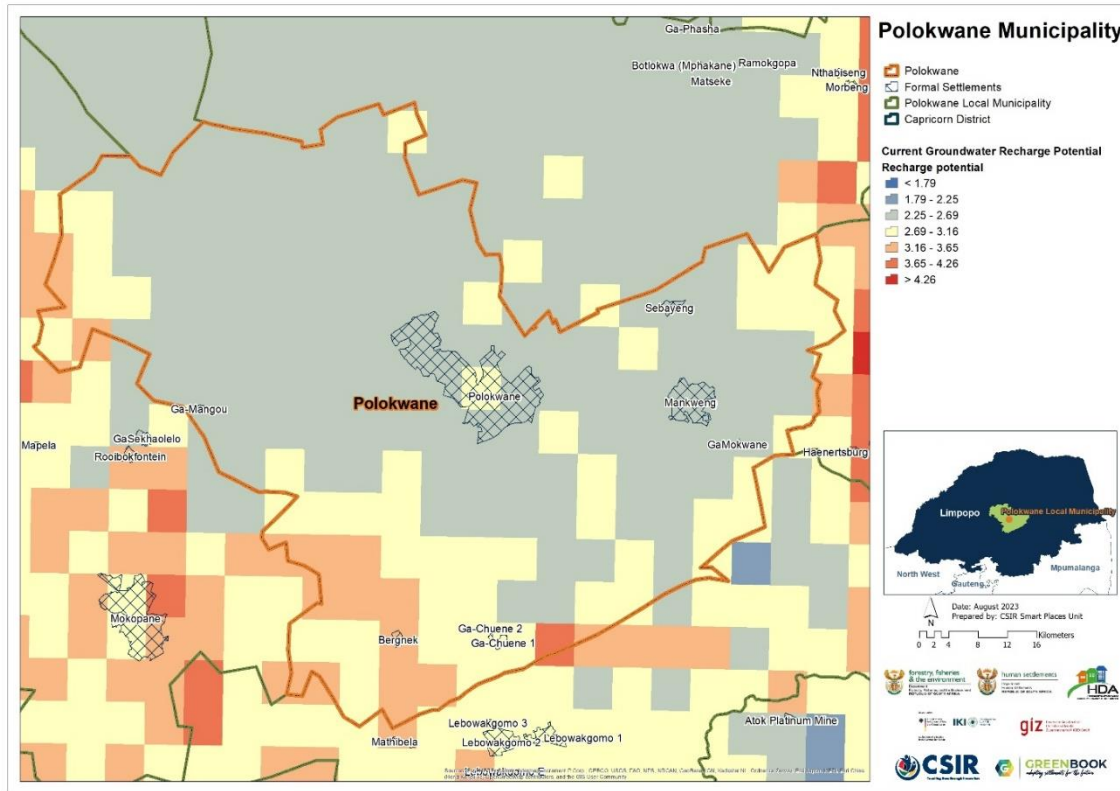 Polokwane Municipality
Polokwane
Formal Settlements
Polokwane Local Municipality
Capricorn District
Current Groundwater Recharge Potential
Recharge potential
< 1.79
1.79 - 2.25
2.25 - 2.69
2.69 - 3.16
3.16 - 3.65
3.65 - 4.26
> 4.26
Ga-Phasha
Botlokwa (Mphakane)
Ramokgopa
Matseke
Nthabiseng
Morbeng
Sebayeng
Polokwane
Polokwane
Mankweng
Ga-Mangou
Mapela
GaSekhaolelo
Rooibokfontein
GaMokwane
Haenertsburg
Mokopane
Bergnek
Ga-Chuene 2
Ga-Chuene 1
Mathibela
Lebowakgomo 3
Lebowakgomo 2
Lebowakgomo 1
Atok Platinum Mine
Limpopo
Polokwane Local Municipality
North West
Gauteng
Mpumalanga
N
Date: August 2023
Prepared by: CSIR Smart Places Unit
Kilometers
0 2 4 8 12 16
forestry, fisheries
& the environment
human settlements
HDA
IKI
giz
CSIR
GREENBOOK